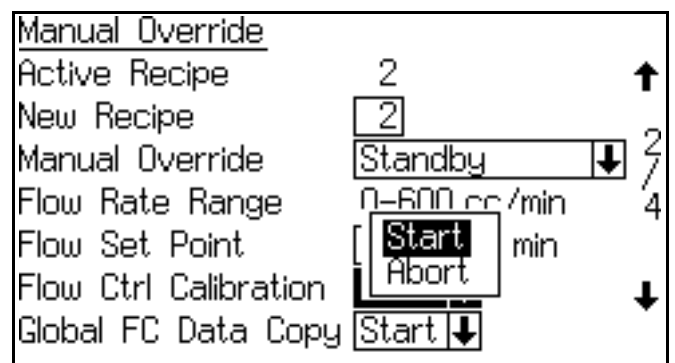 Manual Override
Active Recipe 2
New Recipe 2
Manual Override Standby
Flow Rate Range 0-600 cc/min
Flow Set Point min
Start
Abort
Flow Ctrl Calibration
Global FC Data Copy Start
2/4